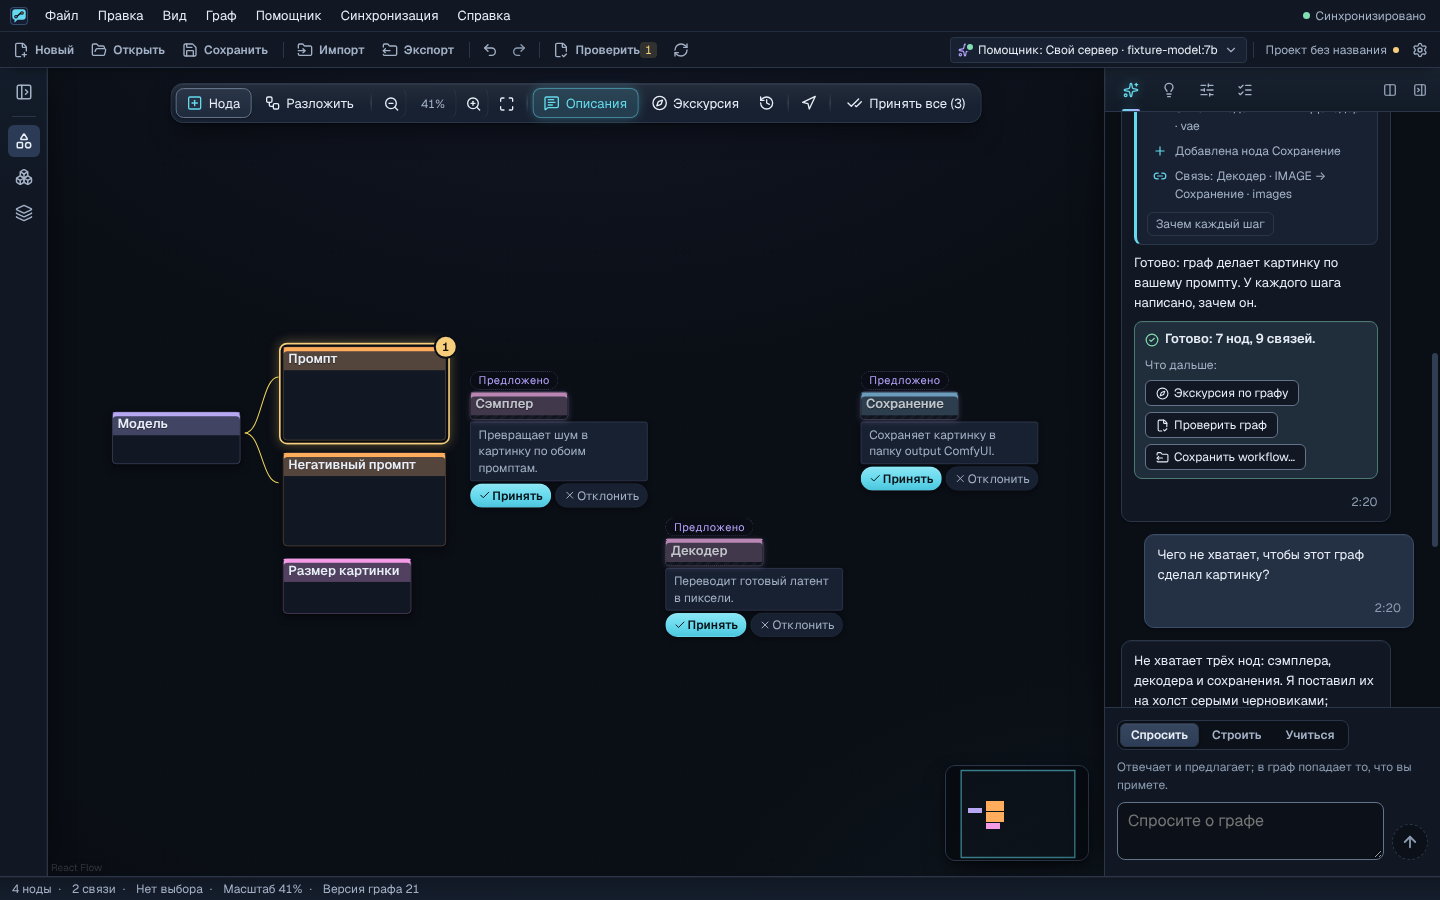 Файл Правка Вид Граф Помощник Синхронизация Справка
Синхронизировано
Новый Открыть Сохранить Импорт Экспорт Проверить 1
Помощник: Свой сервер · fixture-model:7b
Проект без названия
Нода Разложить 41% Описания Экскурсия Принять все (3)
· vae
Добавлена нода Сохранение
Связь: Декодер · IMAGE →
Сохранение · images
Зачем каждый шаг
Готово: граф делает картинку по
вашему промпту. У каждого шага
написано, зачем он.
Готово: 7 нод, 9 связей.
Что дальше:
Экскурсия по графу
Проверить граф
Сохранить workflow…
2:20
Чего не хватает, чтобы этот граф
сделал картинку?
2:20
Не хватает трёх нод: сэмплера,
декодера и сохранения. Я поставил их
на холст серыми черновиками;
Спросить Строить Учиться
Отвечает и предлагает; в граф попадает то, что вы
примете.
Спросите о графе
Модель
Промпт
1
Негативный промпт
Размер картинки
Предложено
Сэмплер
Превращает шум в
картинку по обоим
промптам.
Принять Отклонить
Предложено
Декодер
Переводит готовый латент
в пиксели.
Принять Отклонить
Предложено
Сохранение
Сохраняет картинку в
папку output ComfyUI.
Принять Отклонить
React Flow
4 ноды · 2 связи · Нет выбора · Масштаб 41% · Версия графа 21